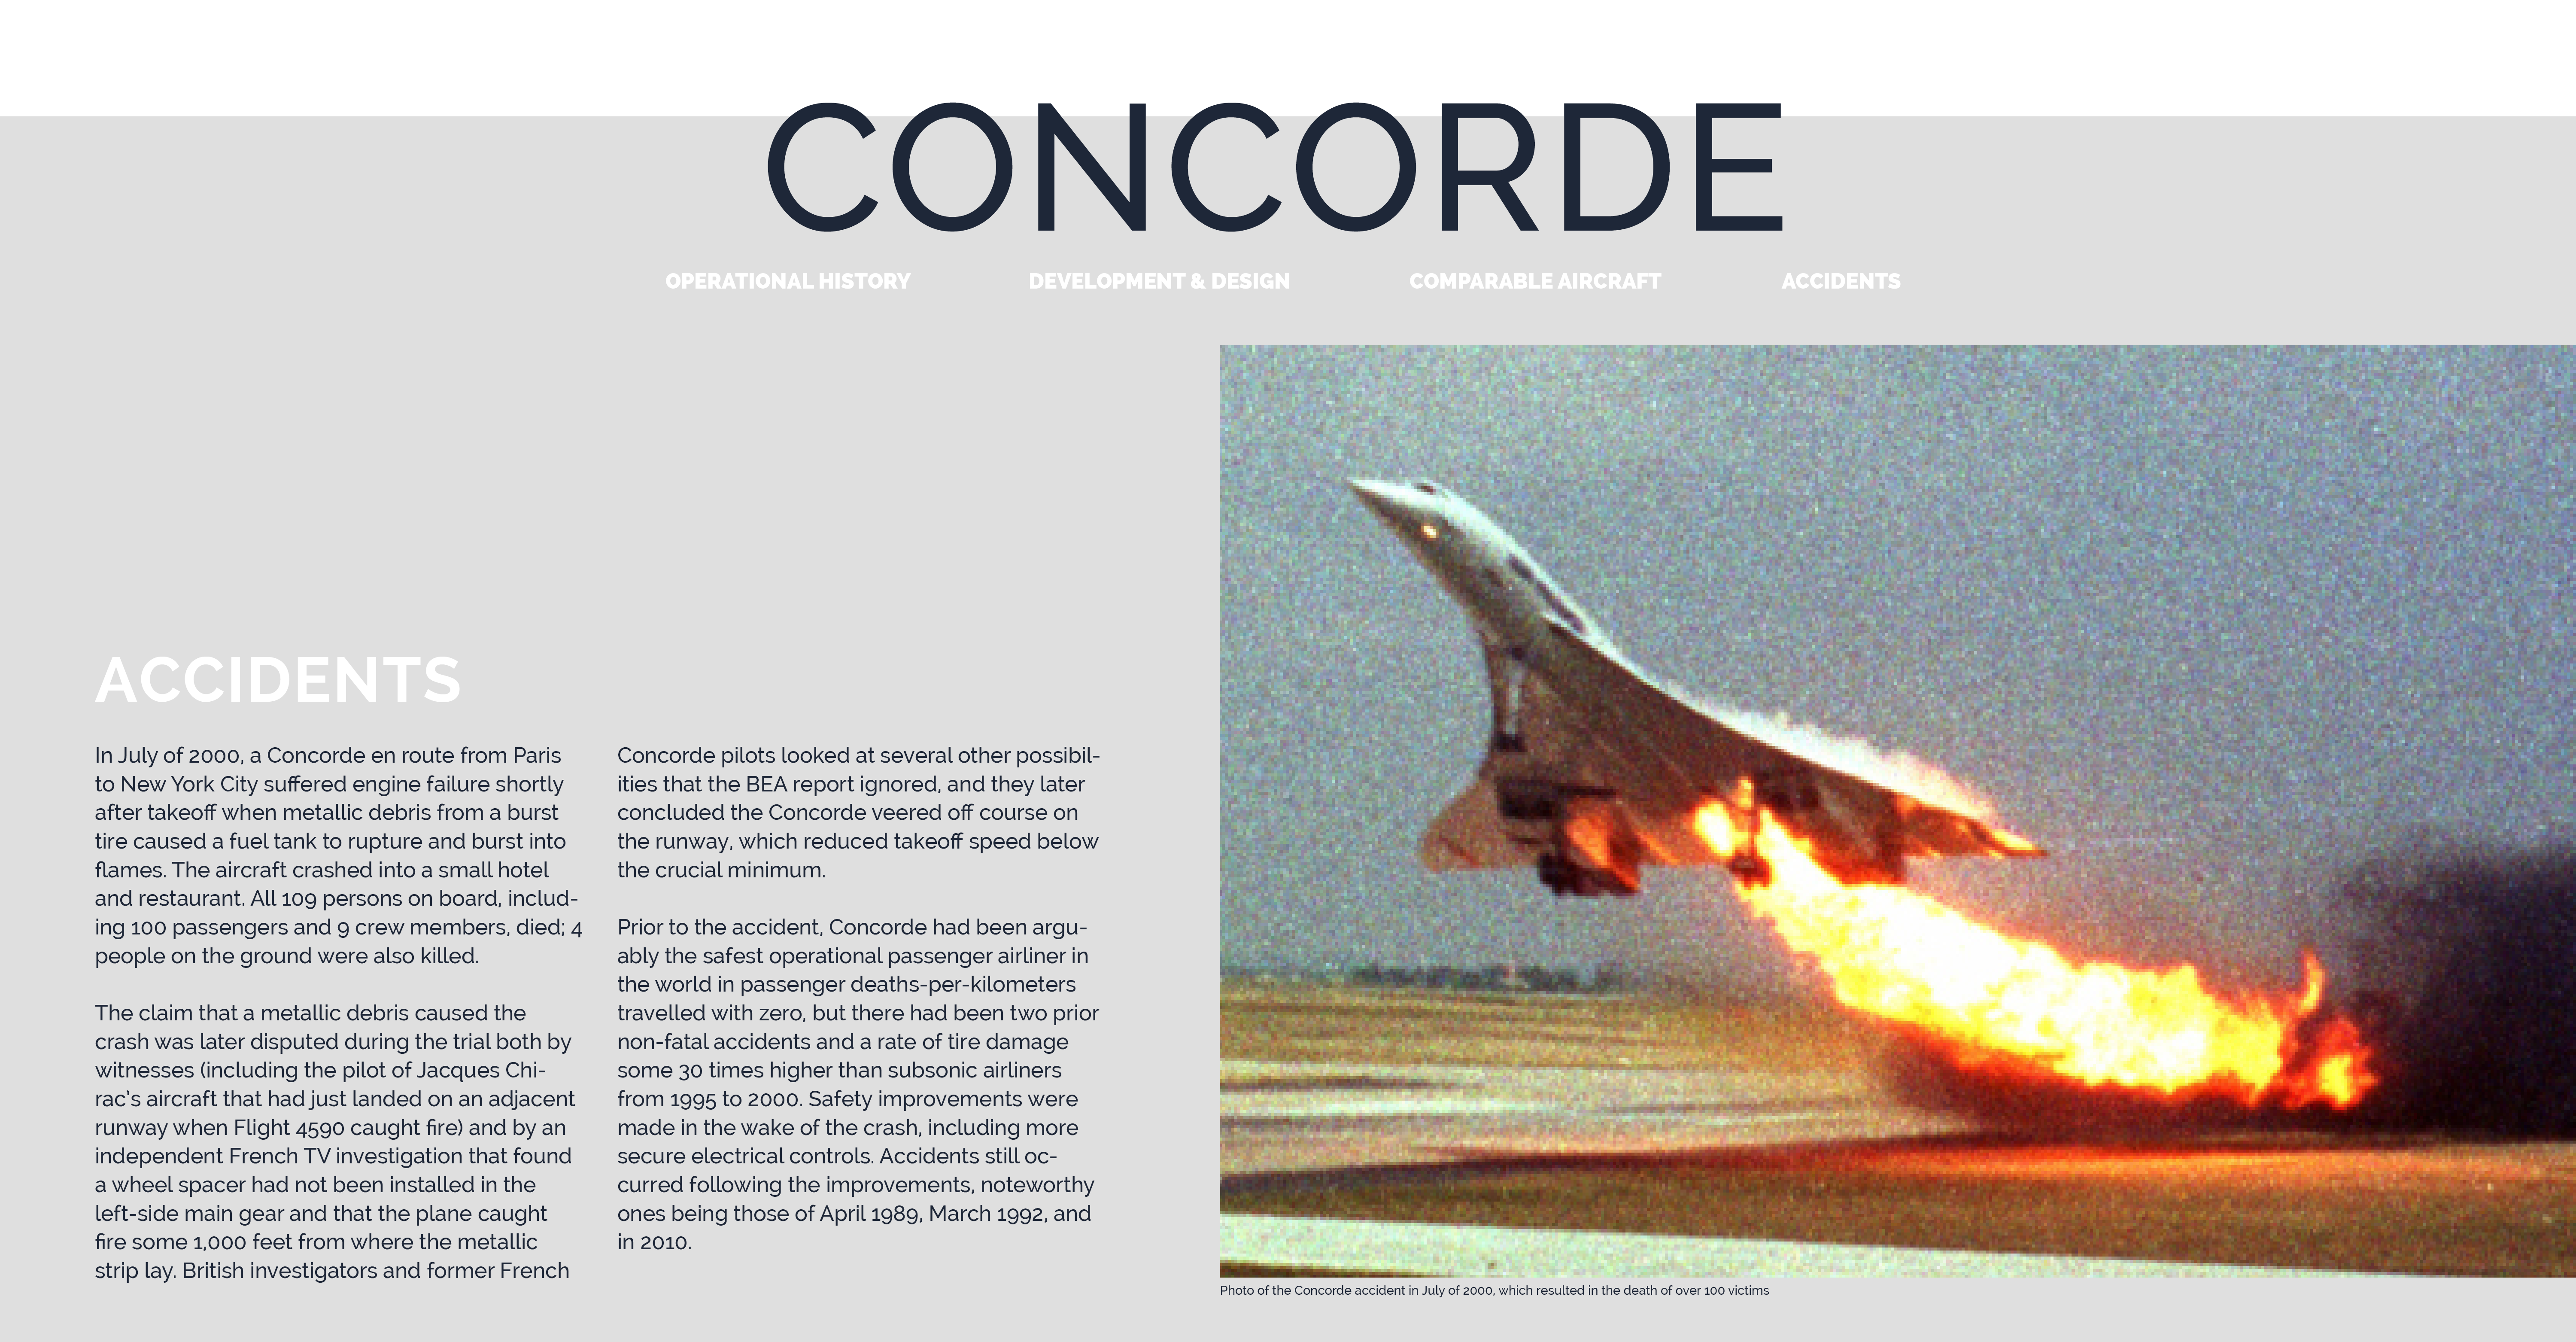 CONCORDE
OPERATIONAL HISTORY
DEVELOPMENT & DESIGN
COMPARABLE AIRCRAFT
ACCIDENTS
ACCIDENTS
In July of 2000, a Concorde en route from Paris
to New York City suffered engine failure shortly
after takeoff when metallic debris from a burst
tire caused a fuel tank to rupture and burst into
flames. The aircraft crashed into a small hotel
and restaurant. All 109 persons on board, includ-
ing 100 passengers and 9 crew members, died; 4
people on the ground were also killed.
The claim that a metallic debris caused the
crash was later disputed during the trial both by
witnesses (including the pilot of Jacques Chi-
rac's aircraft that had just landed on an adjacent
runway when Flight 4590 caught fire) and by an
independent French TV investigation that found
a wheel spacer had not been installed in the
left-side main gear and that the plane caught
fire some 1,000 feet from where the metallic
strip lay. British investigators and former French
Concorde pilots looked at several other possibil-
ities that the BEA report ignored, and they later
concluded the Concorde veered off course on
the runway, which reduced takeoff speed below
the crucial minimum.
Prior to the accident, Concorde had been argu-
ably the safest operational passenger airliner in
the world in passenger deaths-per-kilometers
travelled with zero, but there had been two prior
non-fatal accidents and a rate of tire damage
some 30 times higher than subsonic airliners
from 1995 to 2000. Safety improvements were
made in the wake of the crash, including more
secure electrical controls. Accidents still oc-
curred following the improvements, noteworthy
ones being those of April 1989, March 1992, and
in 2010.
Photo of the Concorde accident in July of 2000, which resulted in the death of over 100 victims